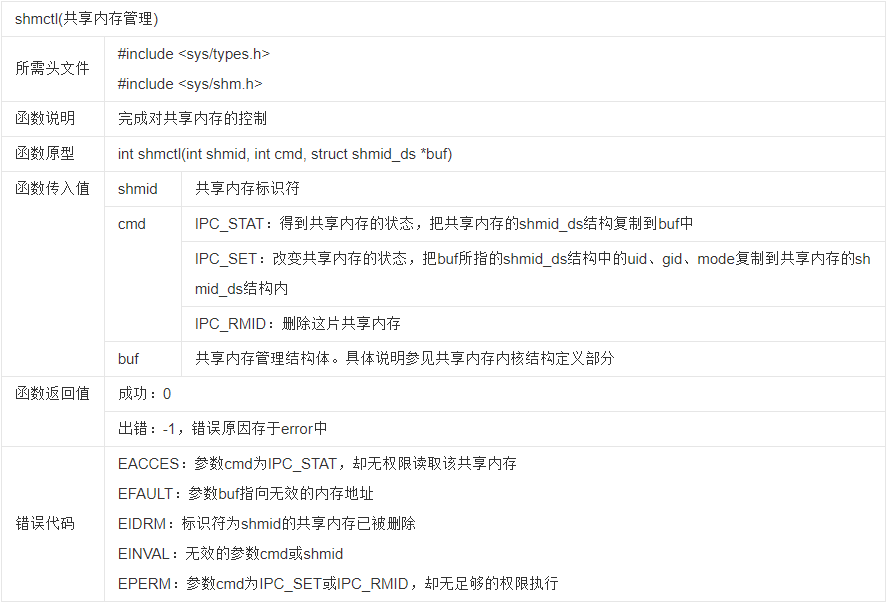 shmctl(共享内存管理)
所需头文件
#include <sys/types.h>
#include <sys/shm.h>
函数说明
完成对共享内存的控制
函数原型
int shmctl(int shmid, int cmd, struct shmid_ds *buf)
函数传入值
shmid
共享内存标识符
cmd
IPC_STAT：得到共享内存的状态，把共享内存的shmid_ds结构复制到buf中
IPC_SET：改变共享内存的状态，把buf所指的shmid_ds结构中的uid、gid、mode复制到共享内存的sh
mid_ds结构内
IPC_RMID：删除这片共享内存
buf
共享内存管理结构体。具体说明参见共享内存内核结构定义部分
函数返回值
成功：0
出错：-1，错误原因存于error中
错误代码
EACCES：参数cmd为IPC_STAT，却无权限读取该共享内存
EFAULT：参数buf指向无效的内存地址
EIDRM：标识符为shmid的共享内存已被删除
EINVAL：无效的参数cmd或shmid
EPERM：参数cmd为IPC_SET或IPC_RMID，却无足够的权限执行